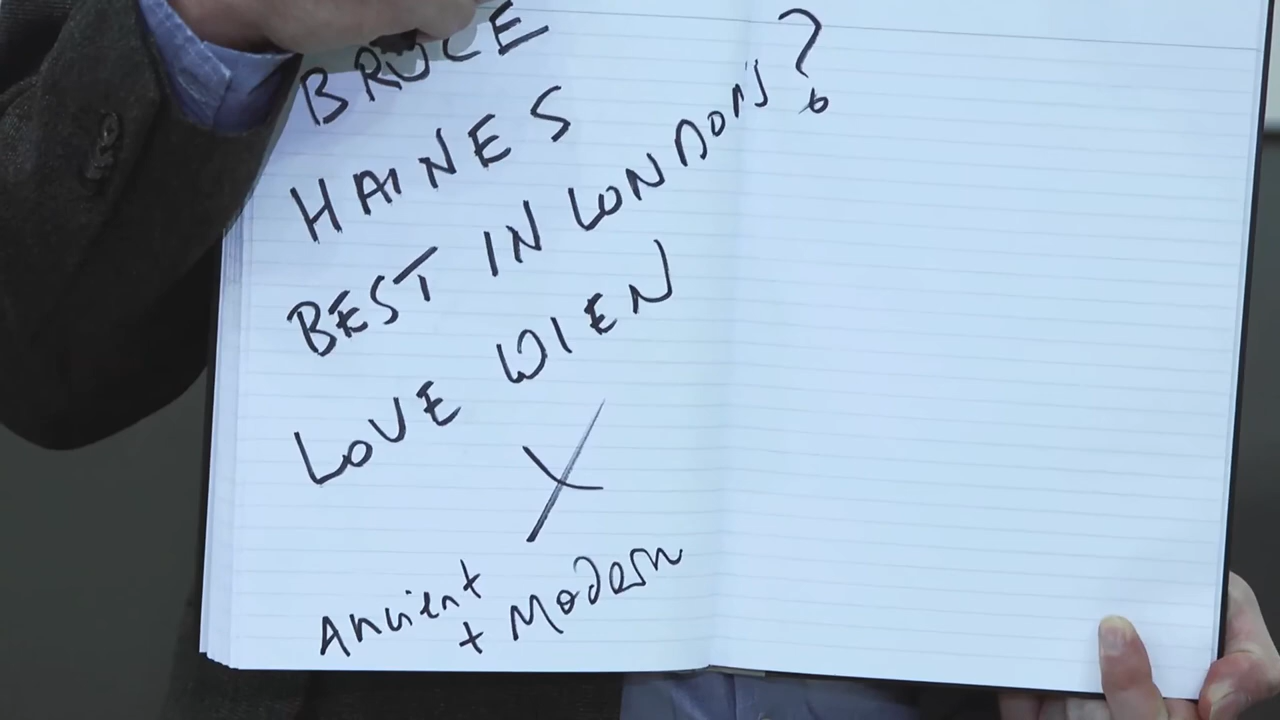 BRUCE
HAINES
BEST IN LONDON'S?
LOVE WIEN
X
Ancient
+ Modern